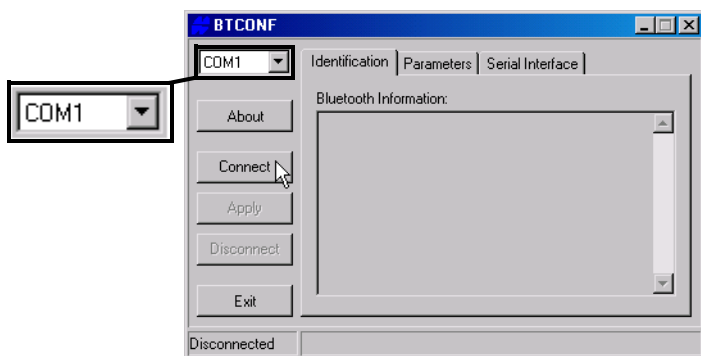 BTCONF
COM1
COM1
Identification
Parameters
Serial Interface
Bluetooth Information:
About
Connect
Apply
Disconnect
Exit
Disconnected